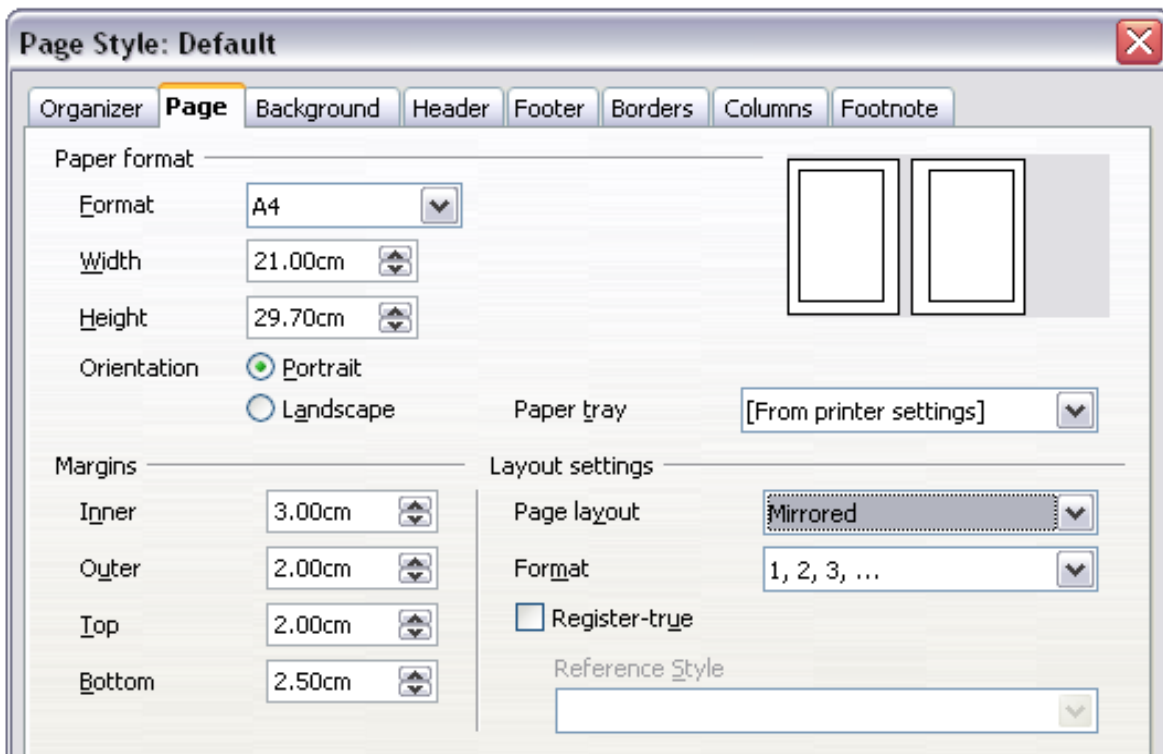 Page Style: Default
Organizer Page Background Header Footer Borders Columns Footnote
Paper format
Format A4
Width 21.00cm
Height 29.70cm
Orientation Portrait
Landscape Paper tray [From printer settings]
Margins Layout settings
Inner 3.00cm Page layout Mirrored
Outer 2.00cm Format 1, 2, 3, ...
Top 2.00cm Register-true
Reference Style
Bottom 2.50cm